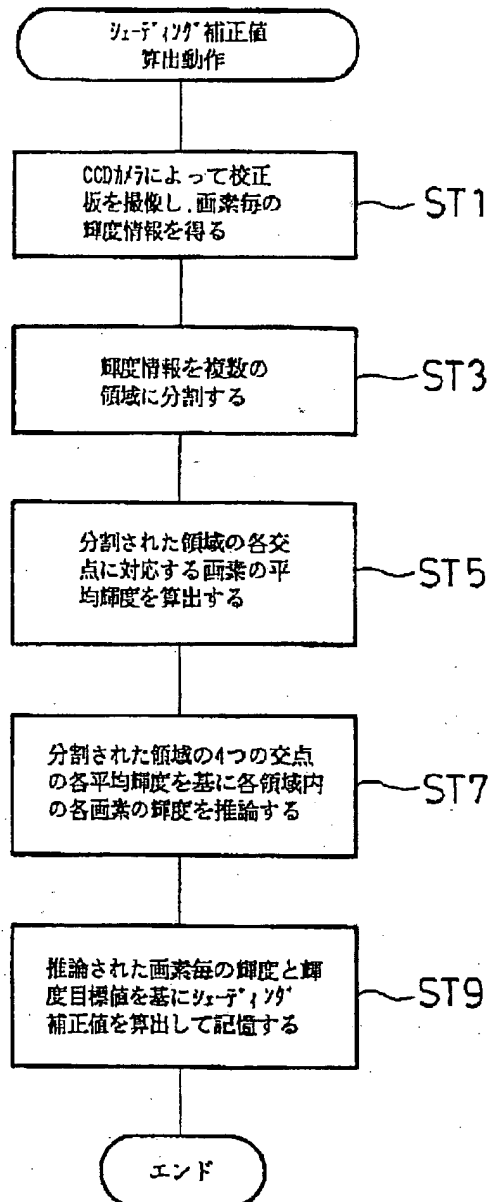 ｼｪｰﾃﾞｨﾝｸﾞ補正値
算出動作
CCDｶﾒﾗによって校正
板を撮像し、画素毎の
輝度情報を得る
ST1
輝度情報を複数の
領域に分割する
ST3
分割された領域の各交
点に対応する画素の平
均輝度を算出する
ST5
分割された領域の4つの交点
の各平均輝度を基に各領域内
の各画素の輝度を推論する
ST7
推論された画素毎の輝度と輝
度目標値を基にｼｪｰﾃﾞｨﾝｸﾞ
補正値を算出して記憶する
ST9
エンド